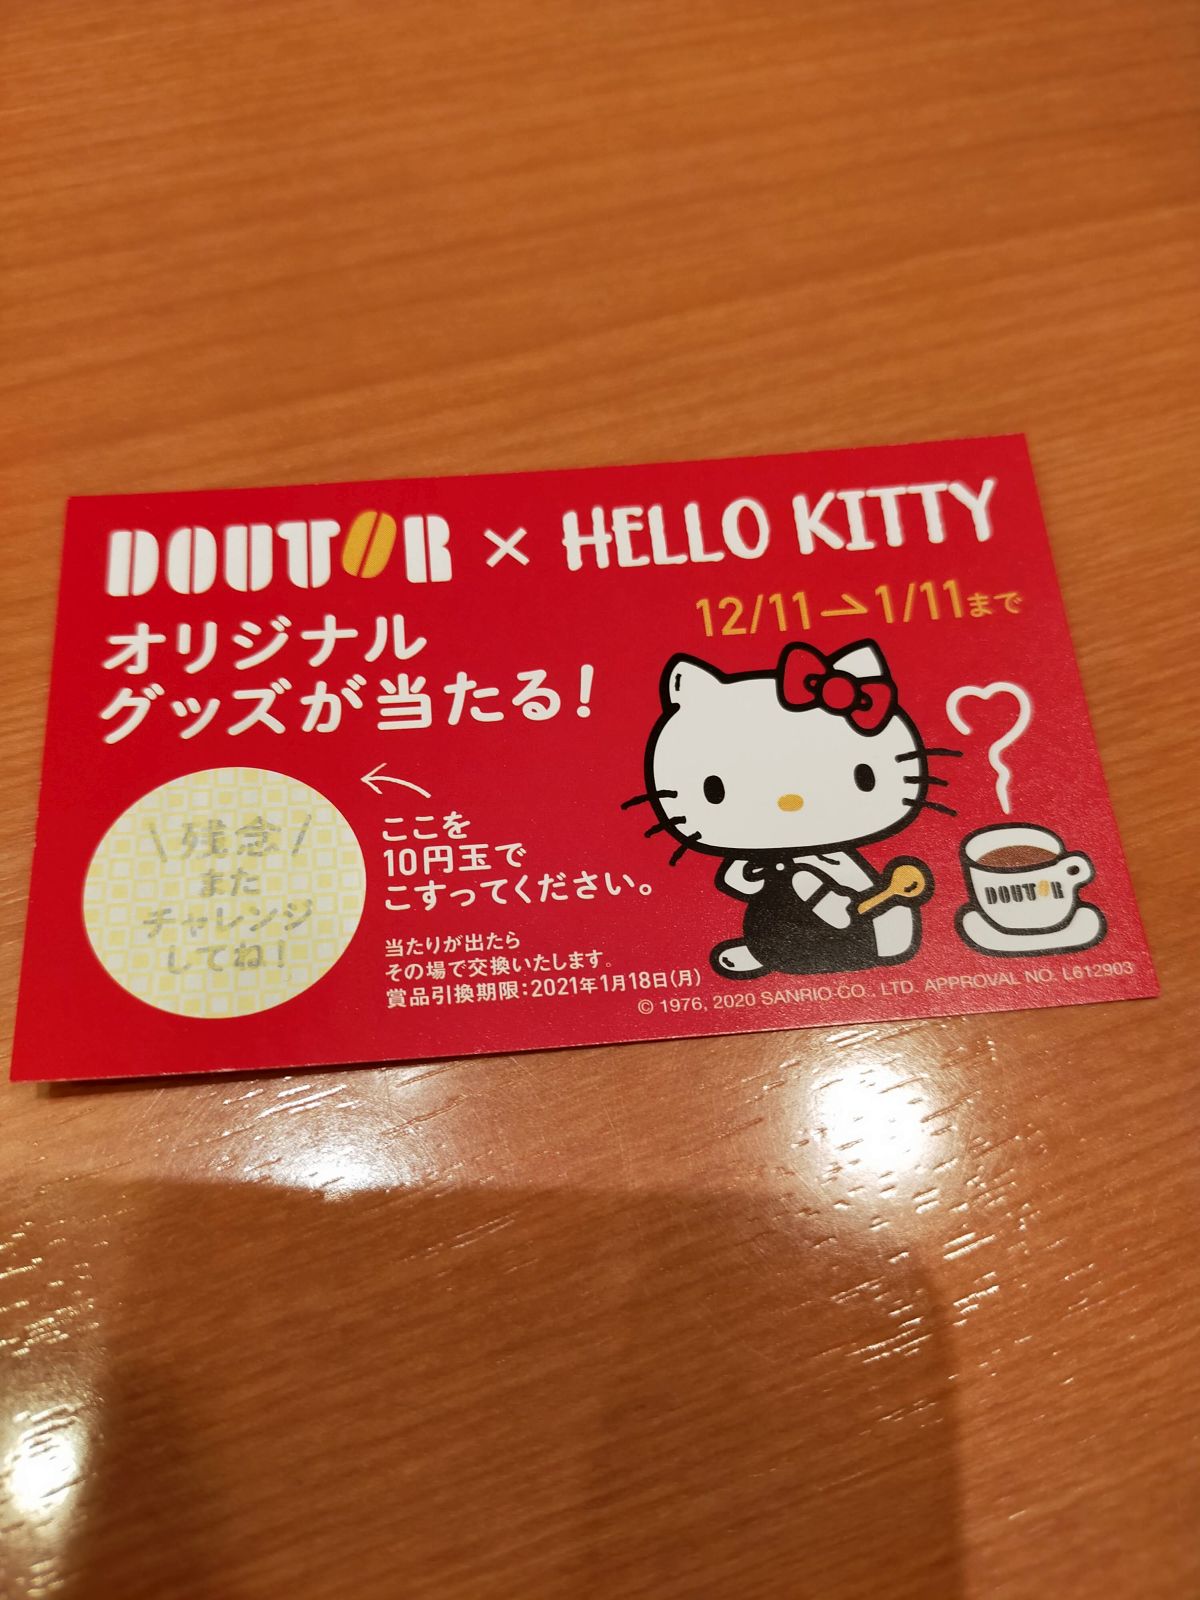 DOUTOR × HELLO KITTY
12/11→1/11まで
オリジナル
グッズが当たる!
ここを
10円玉で
こすってください。
\残念/
また
チャレンジ
してね!
当たりが出たら
その場で交換いたします。
賞品引換期限:2021年1月18日(月)
DOUTOR
© 1976, 2020 SANRIO CO., LTD. APPROVAL NO. L612903